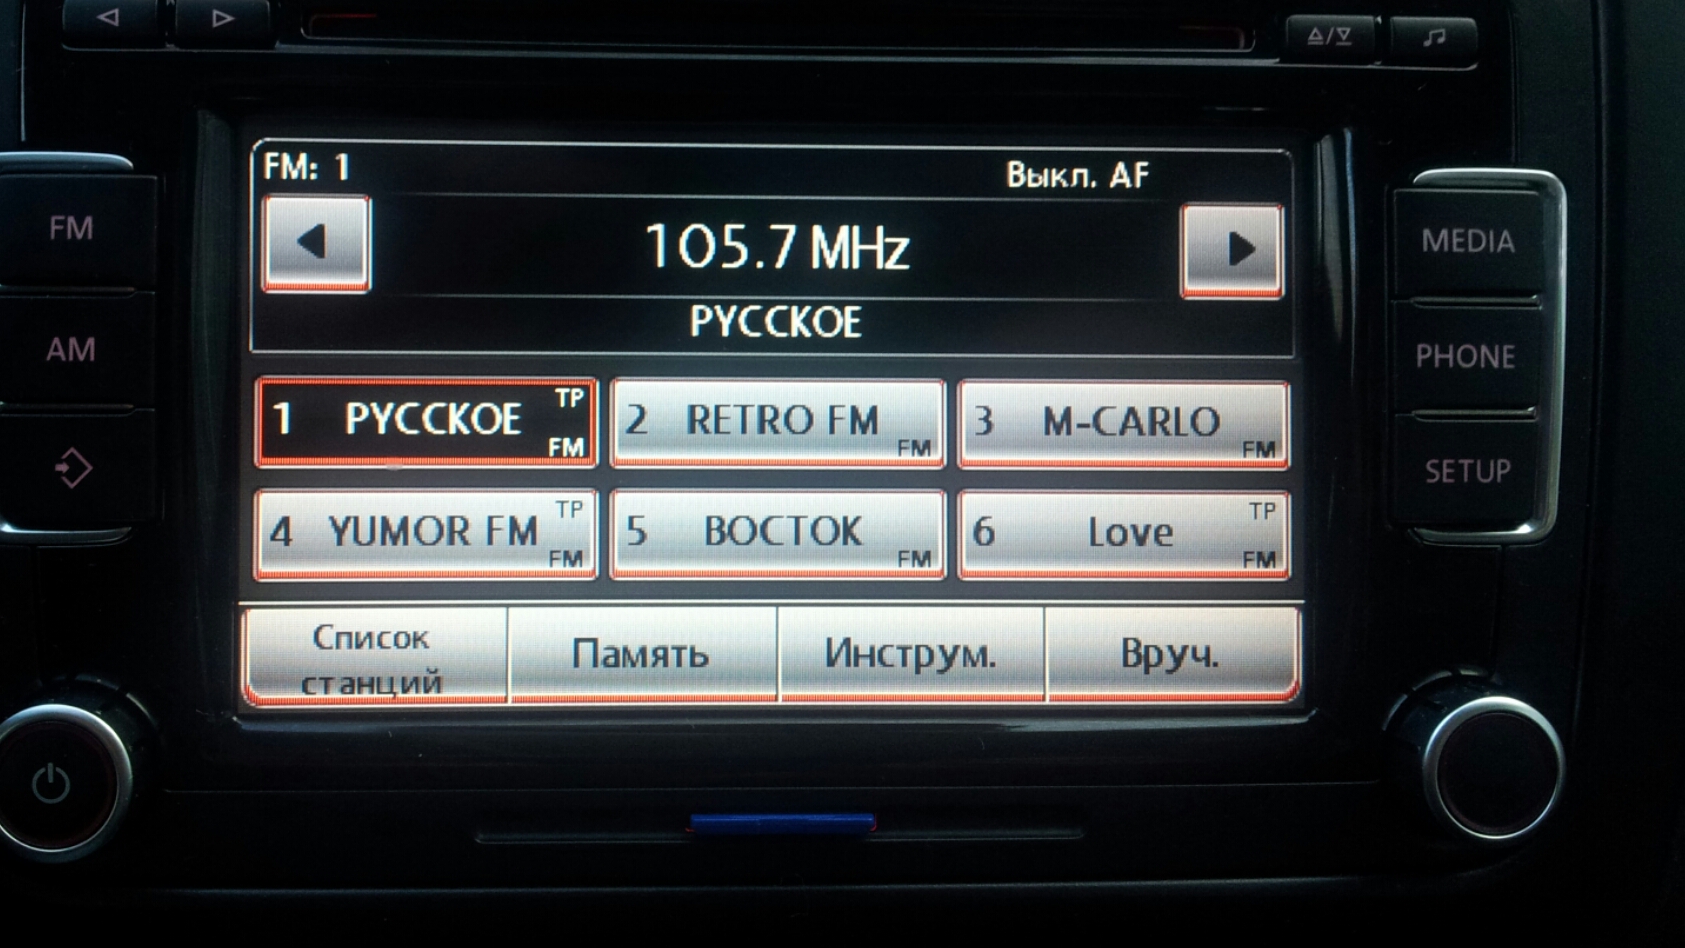 FM: 1
Выкл. AF
105.7 MHz
РУССКОЕ
1 РУССКОЕ TP FM
2 RETRO FM FM
3 M-CARLO FM
4 YUMOR FM TP FM
5 ВОСТОК FM
6 Love TP FM
Список
станций
Память
Инструм.
Вруч.
FM
AM
MEDIA
PHONE
SETUP